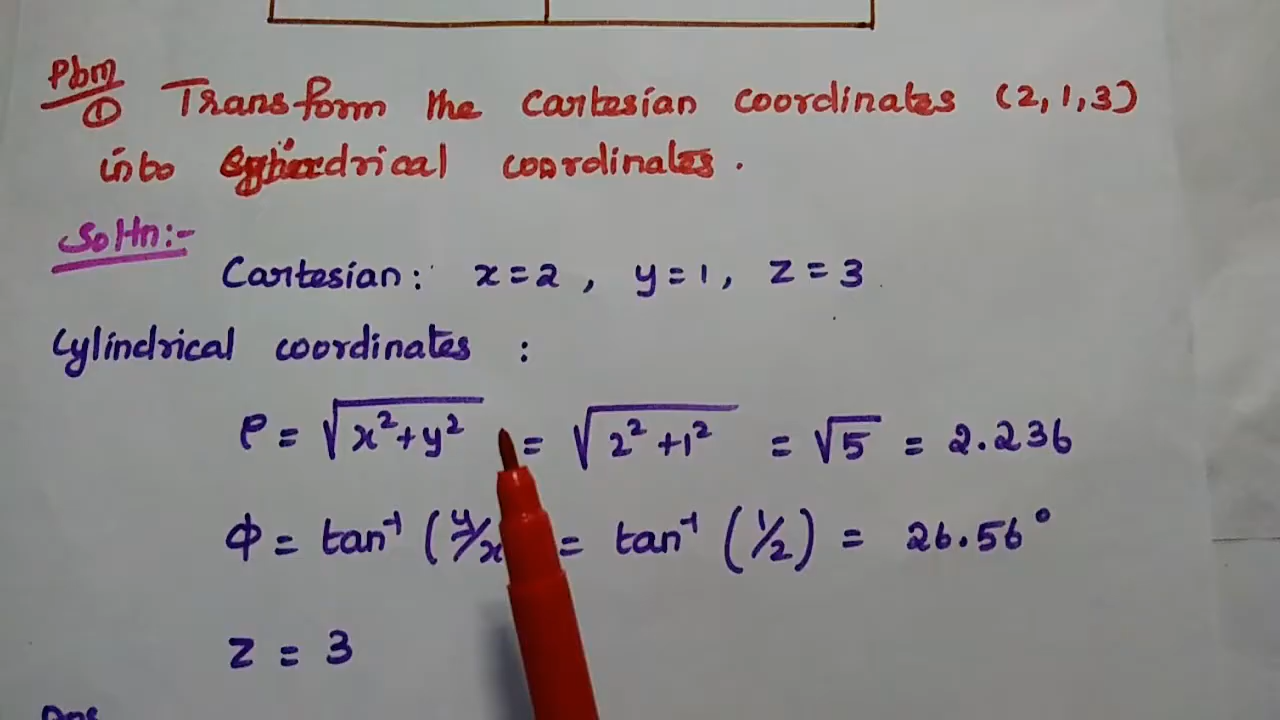 Pbm
① Transform the Cartesian coordinates (2,1,3)
into Cylindrical coordinates.
Soltn:-
Cartesian: x=2, y=1, z=3
Cylindrical coordinates :
ρ = √x²+y² = √2²+1² = √5 = 2.236
Φ = tan⁻¹ (y/x = tan⁻¹ (1/2) = 26.56°
z = 3
Ans